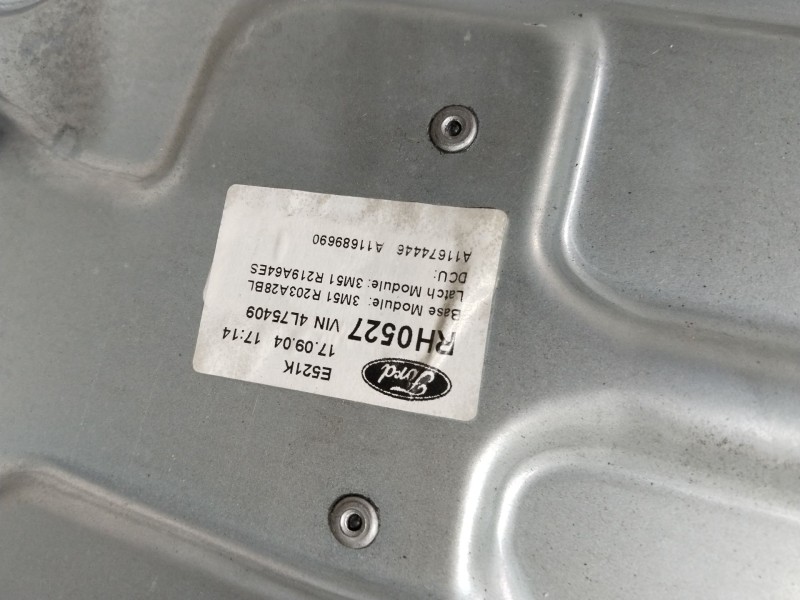 Ford
E521K
17.09.04 17:14
RH0527 VIN 4L75409
Base Module: 3M51 R203A28BL
Latch Module: 3M51 R219A64ES
DCU:
A11674446 A11689690